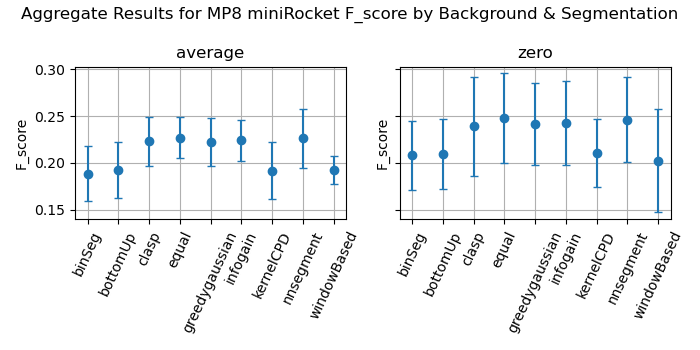 Aggregate Results for MP8 miniRocket F_score by Background & Segmentation
average
zero
0.30
0.25
0.20
0.15
F_score
F_score
binSeg
bottomUp
clasp
equal
greedygaussian
infogain
kernelCPD
nnsegment
windowBased
binSeg
bottomUp
clasp
equal
greedygaussian
infogain
kernelCPD
nnsegment
windowBased